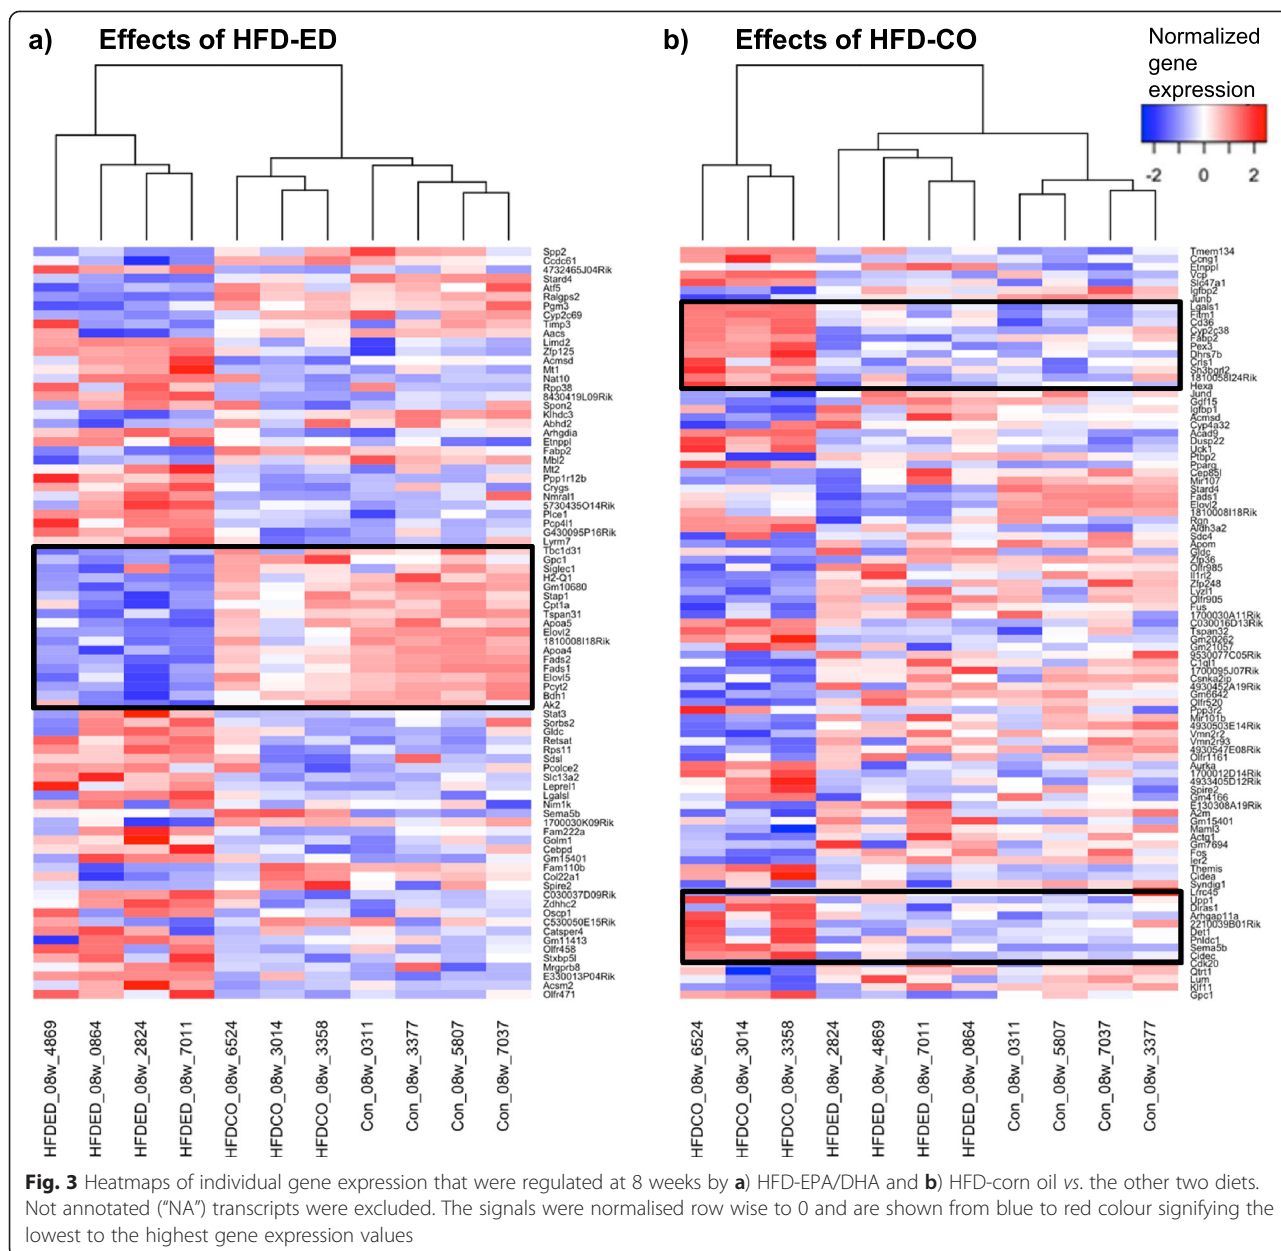 a) Effects of HFD-ED
b) Effects of HFD-CO
Normalized
gene
expression
-2 0 2
Spp2
Ccdc61
4732465J04Rik
Stard4
Atf5
Ralgps2
Pgm3
Cyp2c69
Timp3
Aacs
Limd2
Zfp125
Acmsd
Mt1
Nat10
Rpp38
8430419L09Rik
Spon2
Klhdc3
Abhd2
Arhgdia
Etnppl
Fabp2
Mbl2
Mt2
Ppp1r12b
Crygs
Nmral1
5730435O14Rik
Plce1
Pcp4l1
G430095P16Rik
Lyrm7
Tbc1d31
Gpc1
Siglec1
H2-Q1
Gm10680
Stap1
Cpt1a
Tspan31
Apoa5
Elovl2
1810008I18Rik
Apoa4
Fads2
Fads1
Elovl5
Pcyt2
Bdh1
Ak2
Stat3
Sorbs2
Gldc
Retsat
Rps11
Sdsl
Pcolce2
Slc13a2
Leprel1
Lgalsl
Nim1k
Sema5b
1700030K09Rik
Fam222a
Golm1
Cebpd
Gm15401
Fam110b
Col22a1
Spire2
C030037D09Rik
Zdhhc2
Oscp1
C530050E15Rik
Catsper4
Gm11413
Olfr458
Stxbp5l
Mrgprb8
E330013P04Rik
Acsm2
Olfr471
HFDED_08w_4869
HFDED_08w_0864
HFDED_08w_2824
HFDED_08w_7011
HFDCO_08w_6524
HFDCO_08w_3014
HFDCO_08w_3358
Con_08w_0311
Con_08w_3377
Con_08w_5807
Con_08w_7037
Tmem134
Ccng1
Etnppl
Vcp
Slc47a1
Igfbp2
Junb
Lgals1
Fitm1
Cd36
Cyp2c38
Fabp2
Pex3
Dhrs7b
Crls1
Sh3bgrl2
1810058I24Rik
Hexa
Jund
Gdf15
Igfbp1
Acmsd
Cyp4a32
Acad9
Dusp22
Uck1
Ptbp2
Pparg
Cep85l
Mir107
Stard4
Fads1
Elovl2
1810008I18Rik
Rgn
Aldh3a2
Sdc4
Apom
Gldc
Zfp36
Olfr985
Il1rl2
Zfp248
Lyzl1
Olfr905
Fus
1700030A11Rik
C030016D13Rik
Tspan32
Gm20262
Gm21057
9530077C05Rik
C1ql1
1700095J07Rik
Csnka2ip
4930452A19Rik
Gm6642
Olfr520
Ppp3r2
Mir101b
4930503E14Rik
Vmn2r2
Vmn2r93
4930547E08Rik
Olfr1161
Aurka
1700012D14Rik
4933405D12Rik
Spire2
Gm4166
E130308A19Rik
A2m
Gm15401
Maml3
Actg1
Gm7694
Fos
Ier2
Themis
Cidea
Syndig1
Lrrc45
Upp1
Diras1
Arhgap11a
2210039B01Rik
Det1
Pnldc1
Sema5b
Cidec
Cdk20
Qtrt1
Lum
Klf11
Gpc1
HFDCO_08w_6524
HFDCO_08w_3014
HFDCO_08w_3358
HFDED_08w_2824
HFDED_08w_4869
HFDED_08w_7011
HFDED_08w_0864
Con_08w_0311
Con_08w_5807
Con_08w_7037
Con_08w_3377
Fig. 3 Heatmaps of individual gene expression that were regulated at 8 weeks by a) HFD-EPA/DHA and b) HFD-corn oil vs. the other two diets.
Not annotated (“NA”) transcripts were excluded. The signals were normalised row wise to 0 and are shown from blue to red colour signifying the
lowest to the highest gene expression values